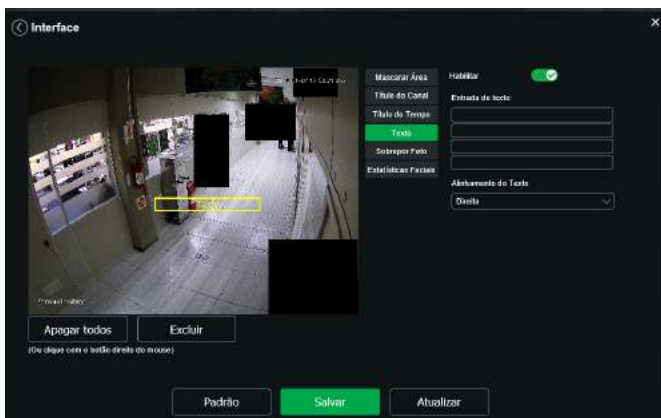 Interface
Mascarar Área
Título do Canal
Título do Tempo
Texto
Sobrepor Foto
Estatísticas Faciais
Habilitar
Entrada de texto
Alinhamento do Texto
Direita
Texto
Apagar todos
Excluir
(Ou clique com o botão direito do mouse)
Padrão
Salvar
Atualizar